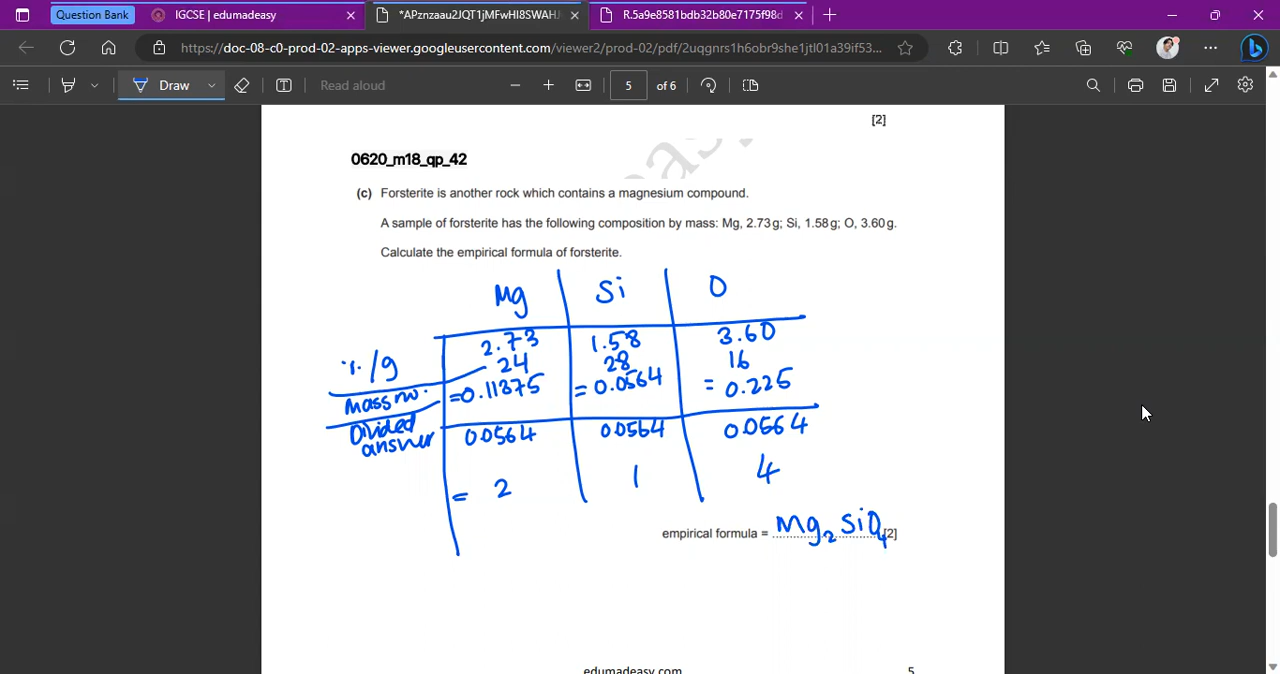 Question Bank
IGCSE | edumadeasy
*APznzaau2JQT1jMFwHI8SWAH
R.5a9e8581bdb32b80e7175f98d
https://doc-08-c0-prod-02-apps-viewer.googleusercontent.com/viewer2/prod-02/pdf/2uqgnrs1h6obr9she1jtl01a39if53...
Draw
Read aloud
5 of 6
[2]
0620_m18_qp_42
(c) Forsterite is another rock which contains a magnesium compound.
A sample of forsterite has the following composition by mass: Mg, 2.73 g; Si, 1.58 g; O, 3.60 g.
Calculate the empirical formula of forsterite.
Mg Si O
2.73 1.58 3.60
%/g 24 28 16
Mass no. =0.11375 =0.0564 =0.225
Divided answer 0.0564 0.0564 0.0564
= 2 1 4
empirical formula = Mg2SiO4 [2]
edumadeasy.com 5